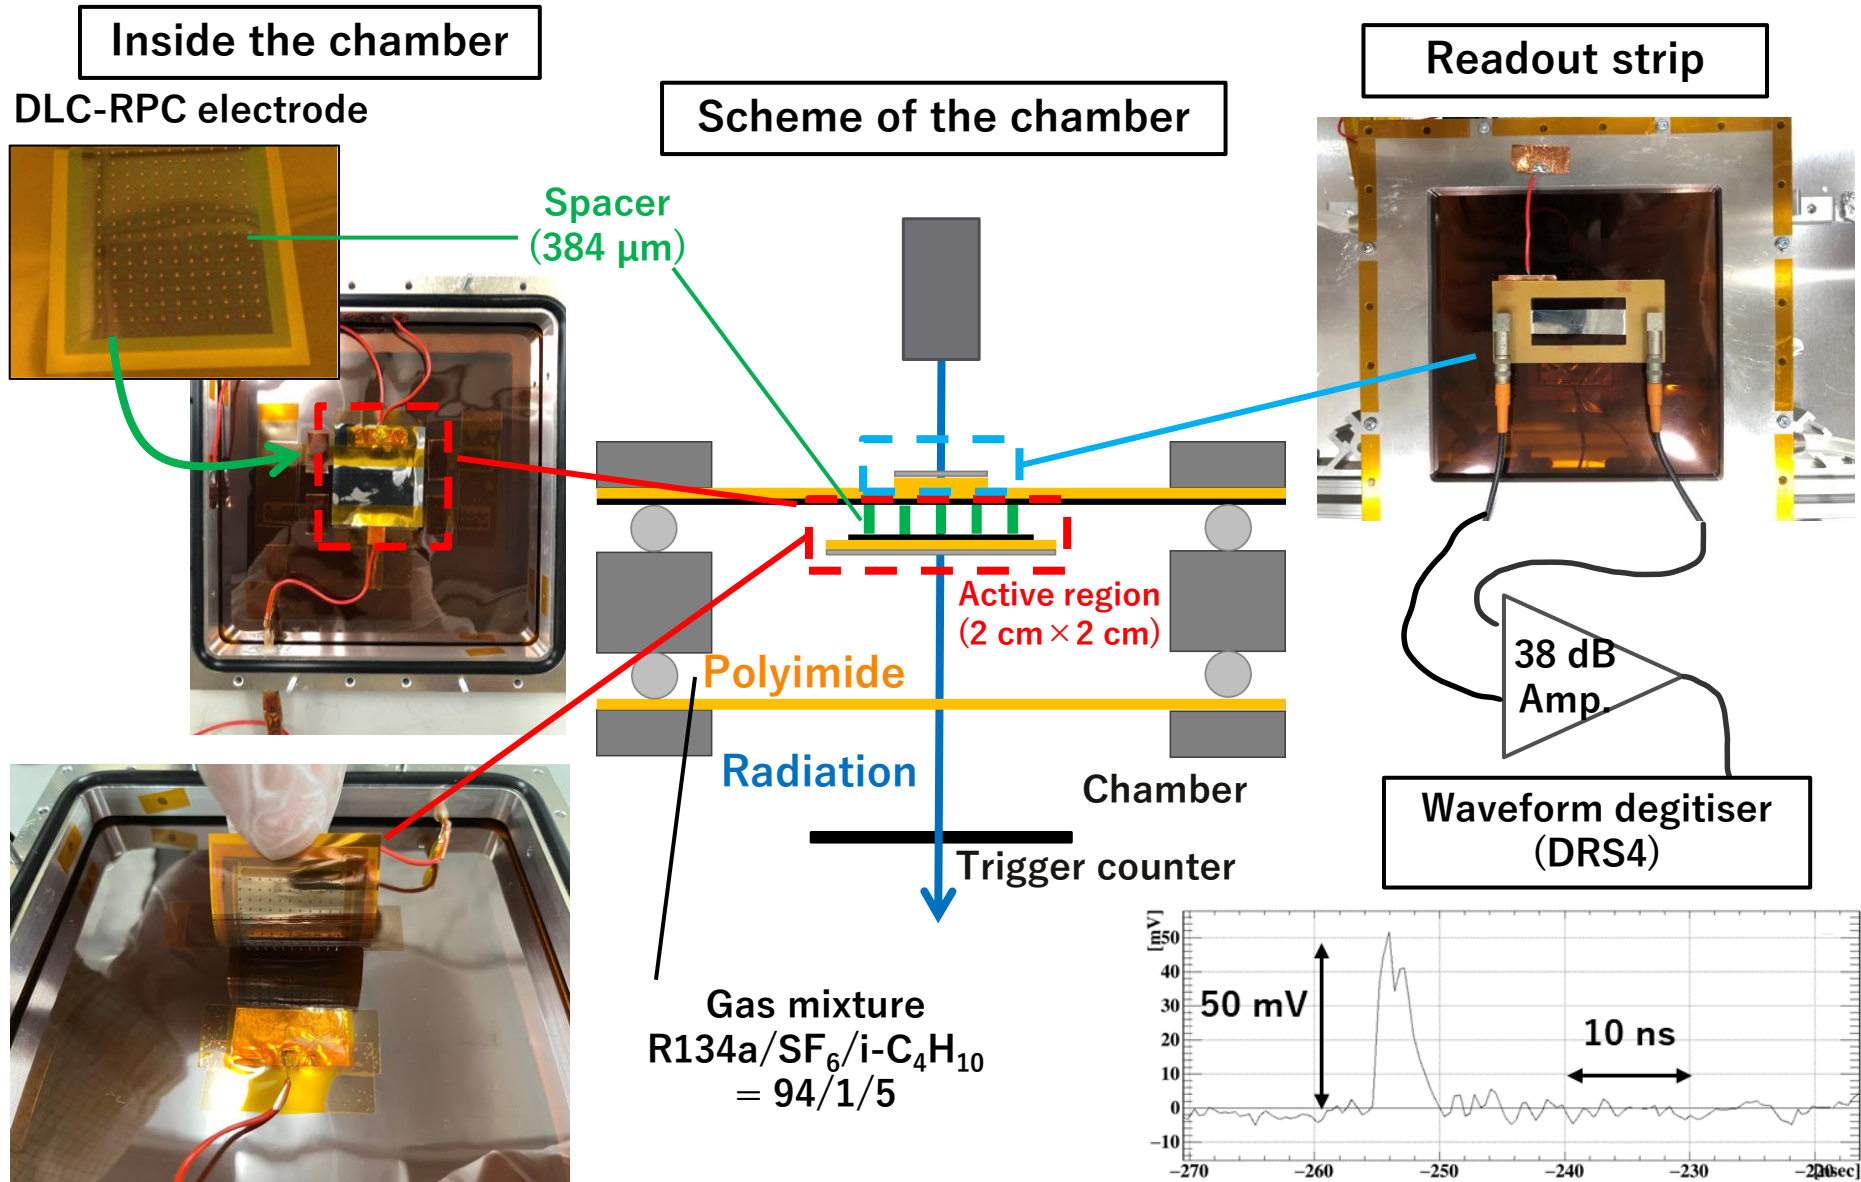 Inside the chamber
DLC-RPC electrode
Scheme of the chamber
Readout strip
Spacer
(384 μm)
Active region
(2 cm×2 cm)
Polyimide
Radiation
Chamber
Trigger counter
Gas mixture
R134a/SF₆/i-C₄H₁₀
= 94/1/5
38 dB
Amp.
Waveform degitiser
(DRS4)
[mV]
50
40
30
20
10
0
−10
50 mV
10 ns
−270
−260
−250
−240
−230
−220
[nsec]